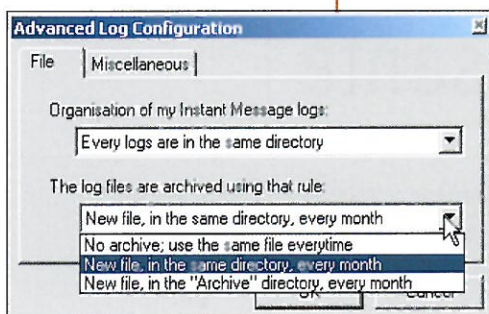 Advanced Log Configuration
File Miscellaneous
Organisation of my Instant Message logs:
Every logs are in the same directory
The log files are archived using that rule:
New file, in the same directory, every month
No archive; use the same file everytime
New file, in the same directory, every month
New file, in the "Archive" directory, every month
OK Cancel